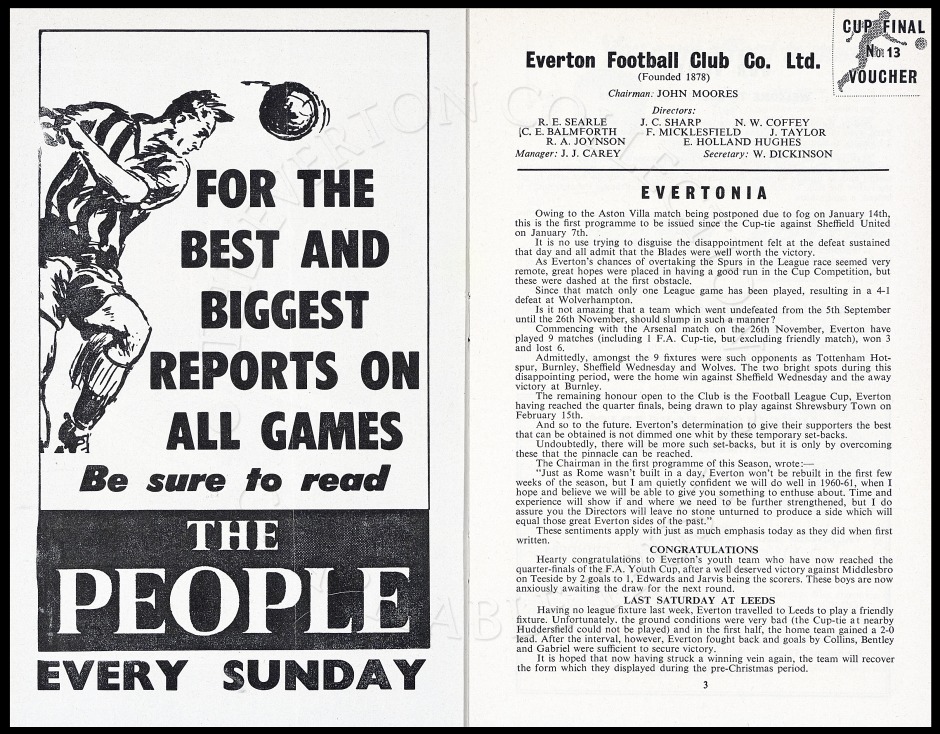 FOR THE
BEST AND
BIGGEST
REPORTS ON
ALL GAMES
Be sure to read
THE
PEOPLE
EVERY SUNDAY
CUP FINAL
No. 13
VOUCHER
Everton Football Club Co. Ltd.
(Founded 1878)
Chairman: JOHN MOORES
Directors:
R. E. SEARLE J. C. SHARP N. W. COFFEY
C. E. BALMFORTH F. MICKLESFIELD J. TAYLOR
R. A. JOYNSON E. HOLLAND HUGHES
Manager: J. J. CAREY Secretary: W. DICKINSON
EVERTONIA
Owing to the Aston Villa match being postponed due to fog on January 14th,
this is the first programme to be issued since the Cup-tie against Sheffield United
on January 7th.
It is no use trying to disguise the disappointment felt at the defeat sustained
that day and all admit that the Blades were well worth the victory.
As Everton's chances of overtaking the Spurs in the League race seemed very
remote, great hopes were placed in having a good run in the Cup Competition, but
these were dashed at the first obstacle.
Since that match only one League game has been played, resulting in a 4-1
defeat at Wolverhampton.
Is it not amazing that a team which went undefeated from the 5th September
until the 26th November, should slump in such a manner?
Commencing with the Arsenal match on the 26th November, Everton have
played 9 matches (including 1 F.A. Cup-tie, but excluding friendly match), won 3
and lost 6.
Admittedly, amongst the 9 fixtures were such opponents as Tottenham Hot-
spur, Burnley, Sheffield Wednesday and Wolves. The two bright spots during this
disappointing period, were the home win against Sheffield Wednesday and the away
victory at Burnley.
The remaining honour open to the Club is the Football League Cup, Everton
having reached the quarter finals, being drawn to play against Shrewsbury Town on
February 15th.
And so to the future. Everton's determination to give their supporters the best
that can be obtained is not dimmed one whit by these temporary set-backs.
Undoubtedly, there will be more such set-backs, but it is only by overcoming
these that the pinnacle can be reached.
The Chairman in the first programme of this Season, wrote:—
"Just as Rome wasn't built in a day, Everton won't be rebuilt in the first few
weeks of the season, but I am quietly confident we will do well in 1960-61, when I
hope and believe we will be able to give you something to enthuse about. Time and
experience will show if and where we need to be further strengthened, but I do
assure you the Directors will leave no stone unturned to produce a side which will
equal those great Everton sides of the past."
These sentiments apply with just as much emphasis today as they did when first
written.
CONGRATULATIONS
Hearty congratulations to Everton's youth team who have now reached the
quarter-finals of the F.A. Youth Cup, after a well deserved victory against Middlesbro
on Teeside by 2 goals to 1, Edwards and Jarvis being the scorers. These boys are now
anxiously awaiting the draw for the next round.
LAST SATURDAY AT LEEDS
Having no league fixture last week, Everton travelled to Leeds to play a friendly
fixture. Unfortunately. the ground conditions were very bad (the Cup-tie at nearby
Huddersfield could not be played) and in the first half, the home team gained a 2-0
lead. After the interval, however, Everton fought back and goals by Collins, Bentley
and Gabriel were sufficient to secure victory.
It is hoped that now having struck a winning vein again, the team will recover
the form which they displayed during the pre-Christmas period.
3